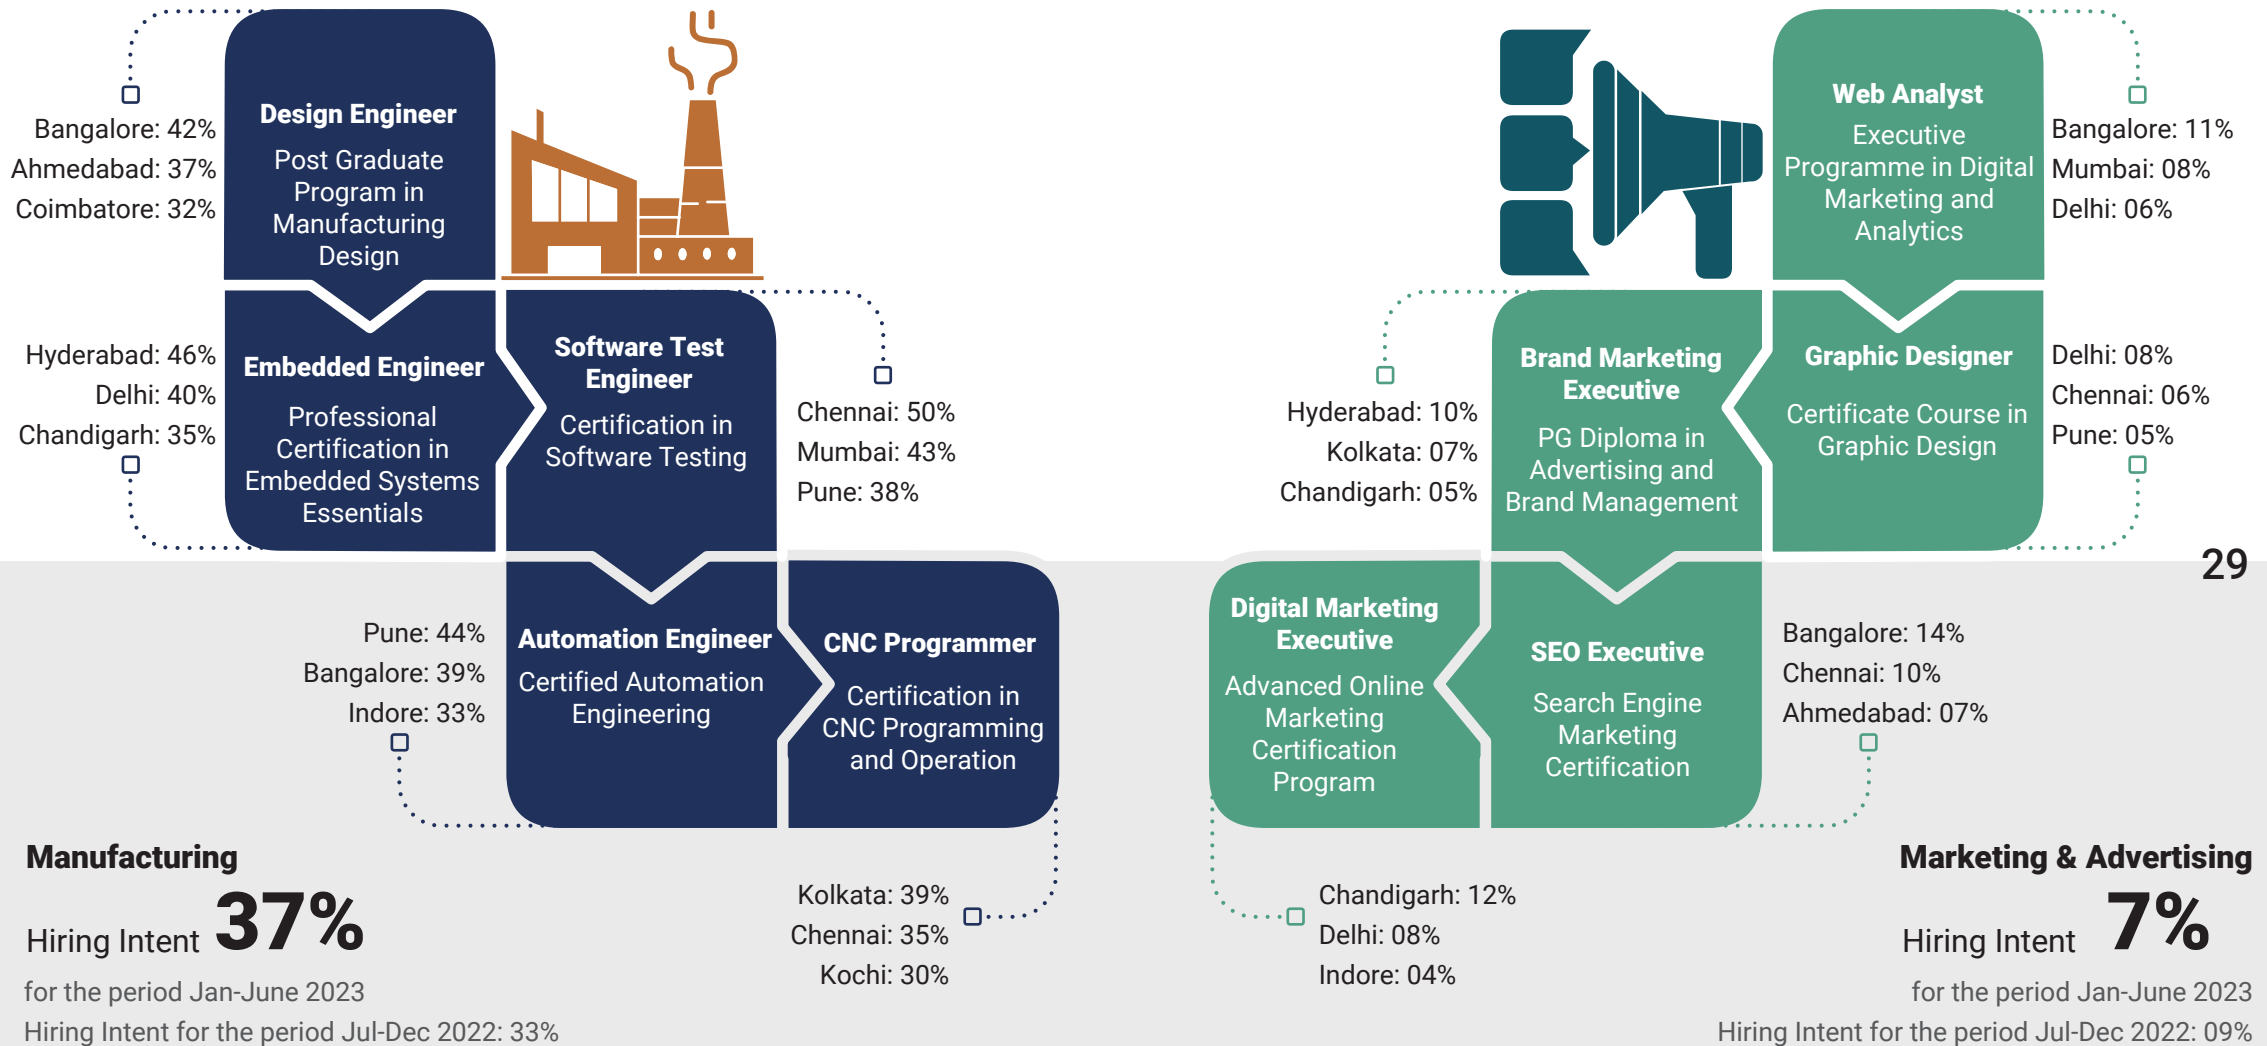 Bangalore: 42%
Ahmedabad: 37%
Coimbatore: 32%
Design Engineer
Post Graduate
Program in
Manufacturing
Design
Hyderabad: 46%
Delhi: 40%
Chandigarh: 35%
Embedded Engineer
Professional
Certification in
Embedded Systems
Essentials
Software Test
Engineer
Certification in
Software Testing
Chennai: 50%
Mumbai: 43%
Pune: 38%
Pune: 44%
Bangalore: 39%
Indore: 33%
Automation Engineer
Certified Automation
Engineering
CNC Programmer
Certification in
CNC Programming
and Operation
Kolkata: 39%
Chennai: 35%
Kochi: 30%
Manufacturing
Hiring Intent 37%
for the period Jan-June 2023
Hiring Intent for the period Jul-Dec 2022: 33%
Web Analyst
Executive
Programme in Digital
Marketing and
Analytics
Bangalore: 11%
Mumbai: 08%
Delhi: 06%
Hyderabad: 10%
Kolkata: 07%
Chandigarh: 05%
Brand Marketing
Executive
PG Diploma in
Advertising and
Brand Management
Graphic Designer
Certificate Course in
Graphic Design
Delhi: 08%
Chennai: 06%
Pune: 05%
29
Digital Marketing
Executive
Advanced Online
Marketing
Certification
Program
SEO Executive
Search Engine
Marketing
Certification
Bangalore: 14%
Chennai: 10%
Ahmedabad: 07%
Chandigarh: 12%
Delhi: 08%
Indore: 04%
Marketing & Advertising
Hiring Intent 7%
for the period Jan-June 2023
Hiring Intent for the period Jul-Dec 2022: 09%